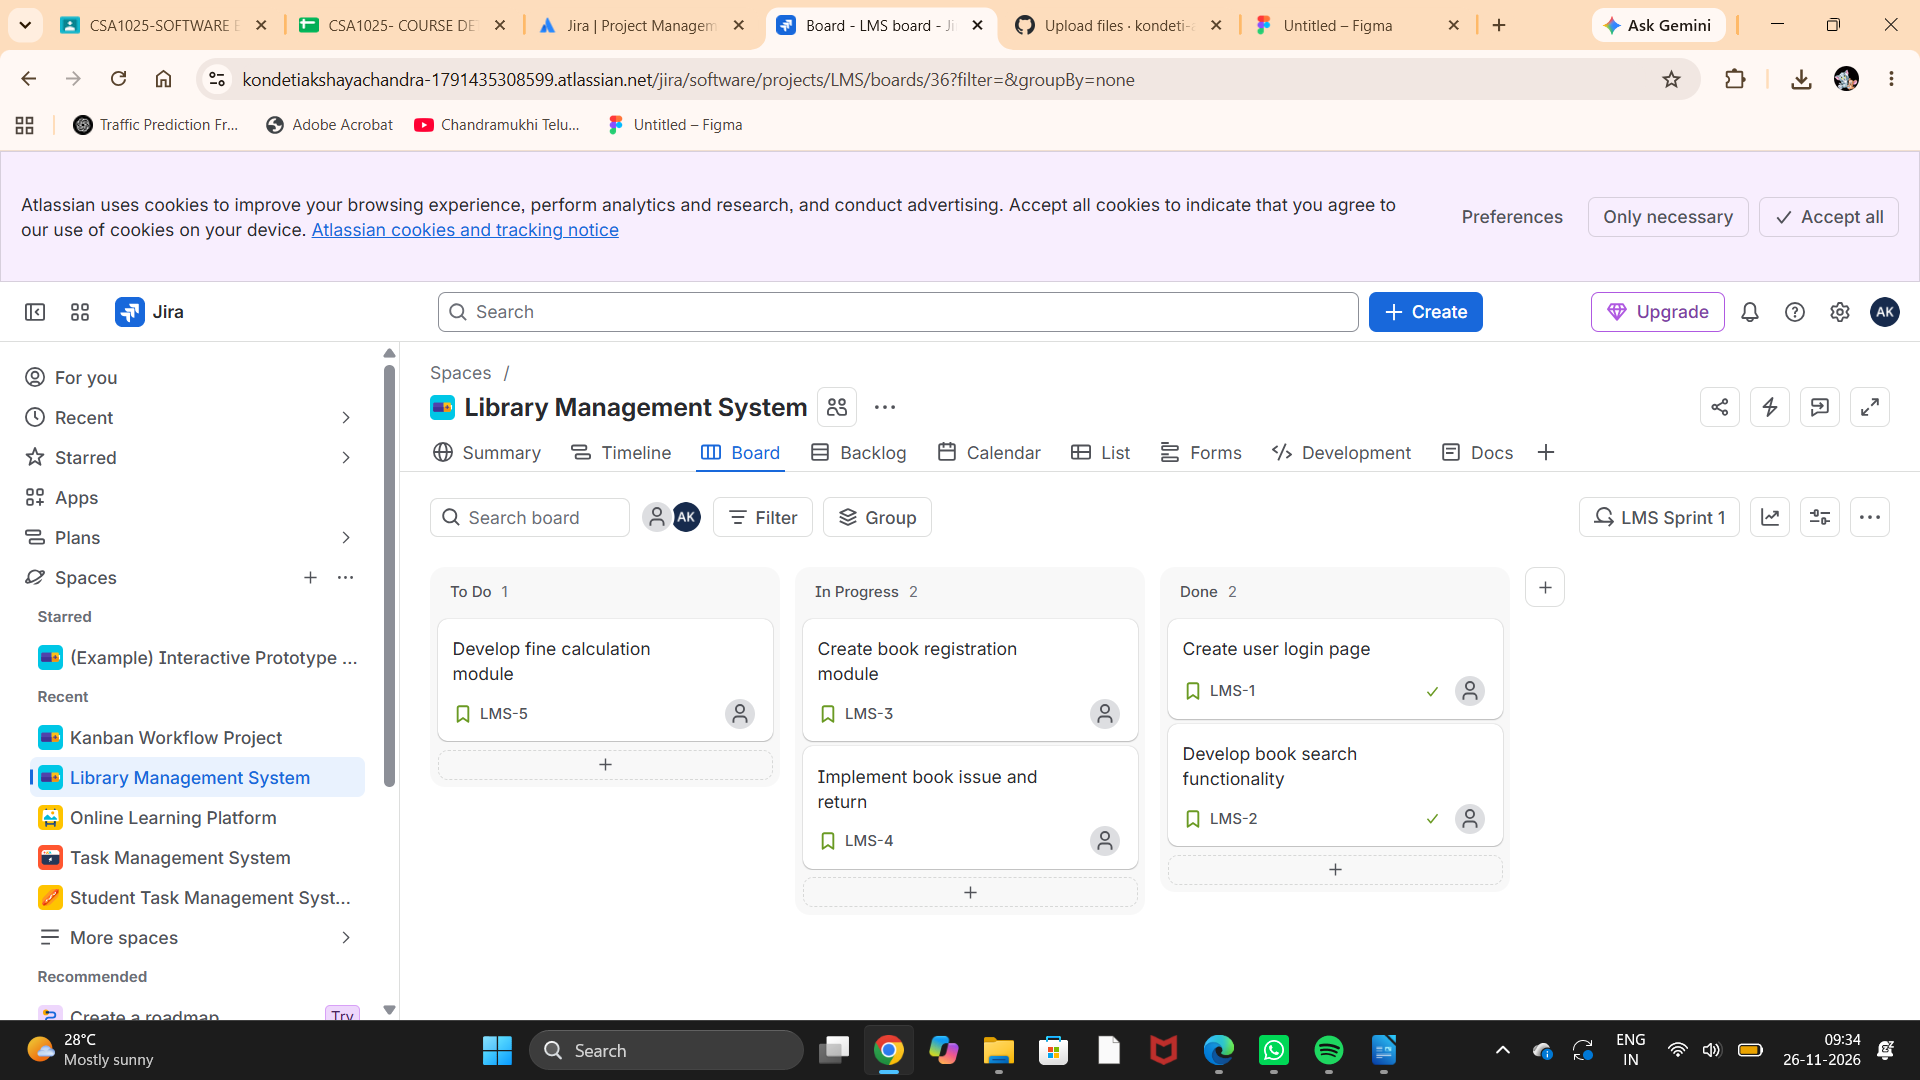 CSA1025-SOFTWARE E
CSA1025- COURSE DE
Jira | Project Managem
Board - LMS board - Ji
Upload files · kondeti-a
Untitled – Figma
Ask Gemini
kondetiakshayachandra-1791435308599.atlassian.net/jira/software/projects/LMS/boards/36?filter=&groupBy=none
Traffic Prediction Fr...
Adobe Acrobat
Chandramukhi Telu...
Untitled – Figma
Atlassian uses cookies to improve your browsing experience, perform analytics and research, and conduct advertising. Accept all cookies to indicate that you agree to
our use of cookies on your device. Atlassian cookies and tracking notice
Preferences
Only necessary
Accept all
Jira
Search
Create
Upgrade
AK
For you
Recent
Starred
Apps
Plans
Spaces
Starred
(Example) Interactive Prototype ...
Recent
Kanban Workflow Project
Library Management System
Online Learning Platform
Task Management System
Student Task Management Syst...
More spaces
Recommended
Create a roadmap
Try
Spaces /
Library Management System
Summary
Timeline
Board
Backlog
Calendar
List
Forms
Development
Docs
Search board
AK
Filter
Group
LMS Sprint 1
To Do 1
Develop fine calculation
module
LMS-5
In Progress 2
Create book registration
module
LMS-3
Implement book issue and
return
LMS-4
Done 2
Create user login page
LMS-1
Develop book search
functionality
LMS-2
28°C
Mostly sunny
Search
ENG
IN
09:34
26-11-2026